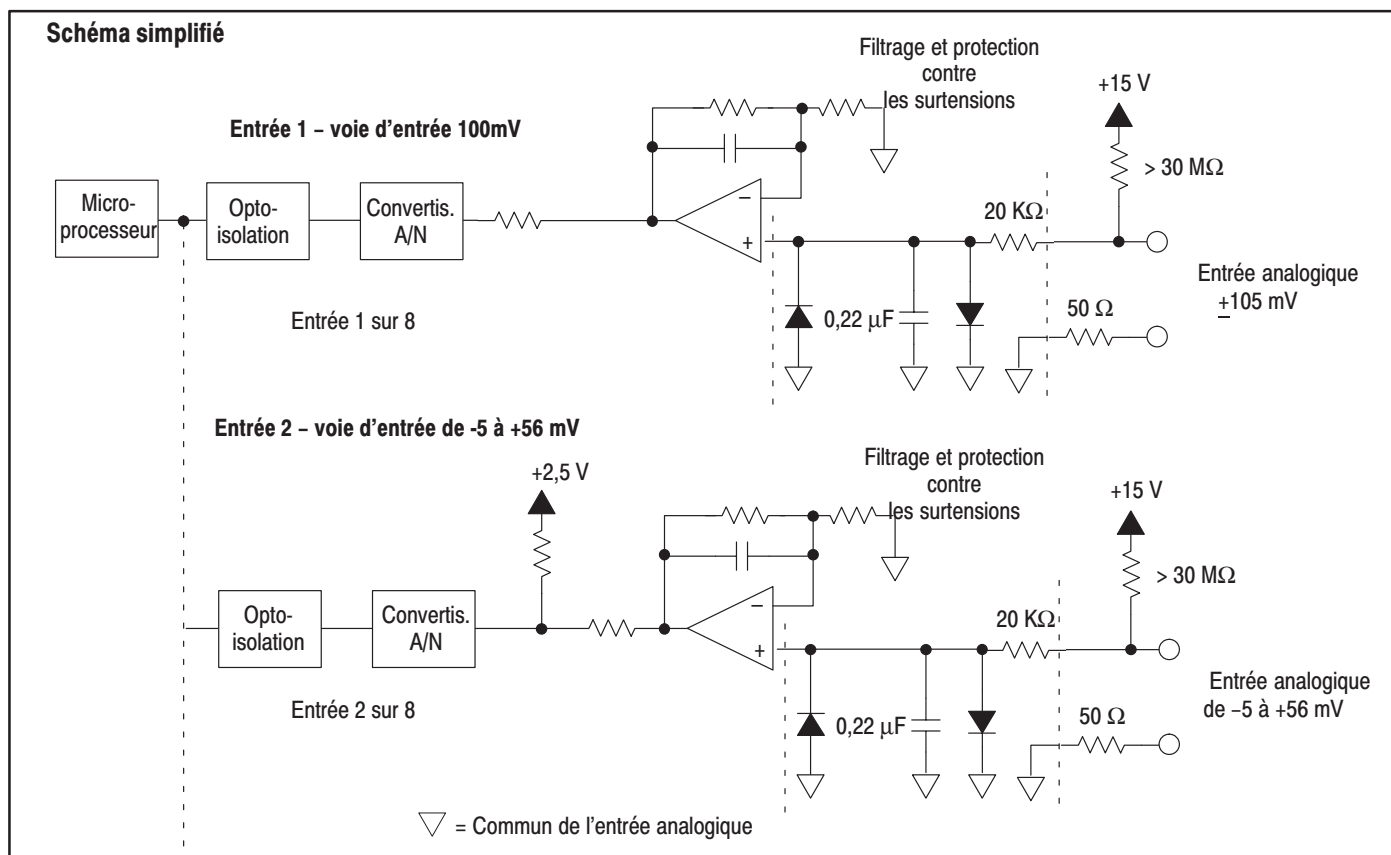 Schéma simplifié
Filtrage et protection
contre
les surtensions
+15 V
Entrée 1 – voie d'entrée 100mV
> 30 MΩ
Micro-
processeur
Opto-
isolation
Convertis.
A/N
–
+
20 KΩ
Entrée analogique
+105 mV
50 Ω
0,22 µF
Entrée 1 sur 8
Entrée 2 – voie d'entrée de -5 à +56 mV
Filtrage et protection
contre
les surtensions
+2,5 V
+15 V
> 30 MΩ
Opto-
isolation
Convertis.
A/N
–
+
20 KΩ
Entrée analogique
de –5 à +56 mV
50 Ω
0,22 µF
Entrée 2 sur 8
= Commun de l'entrée analogique